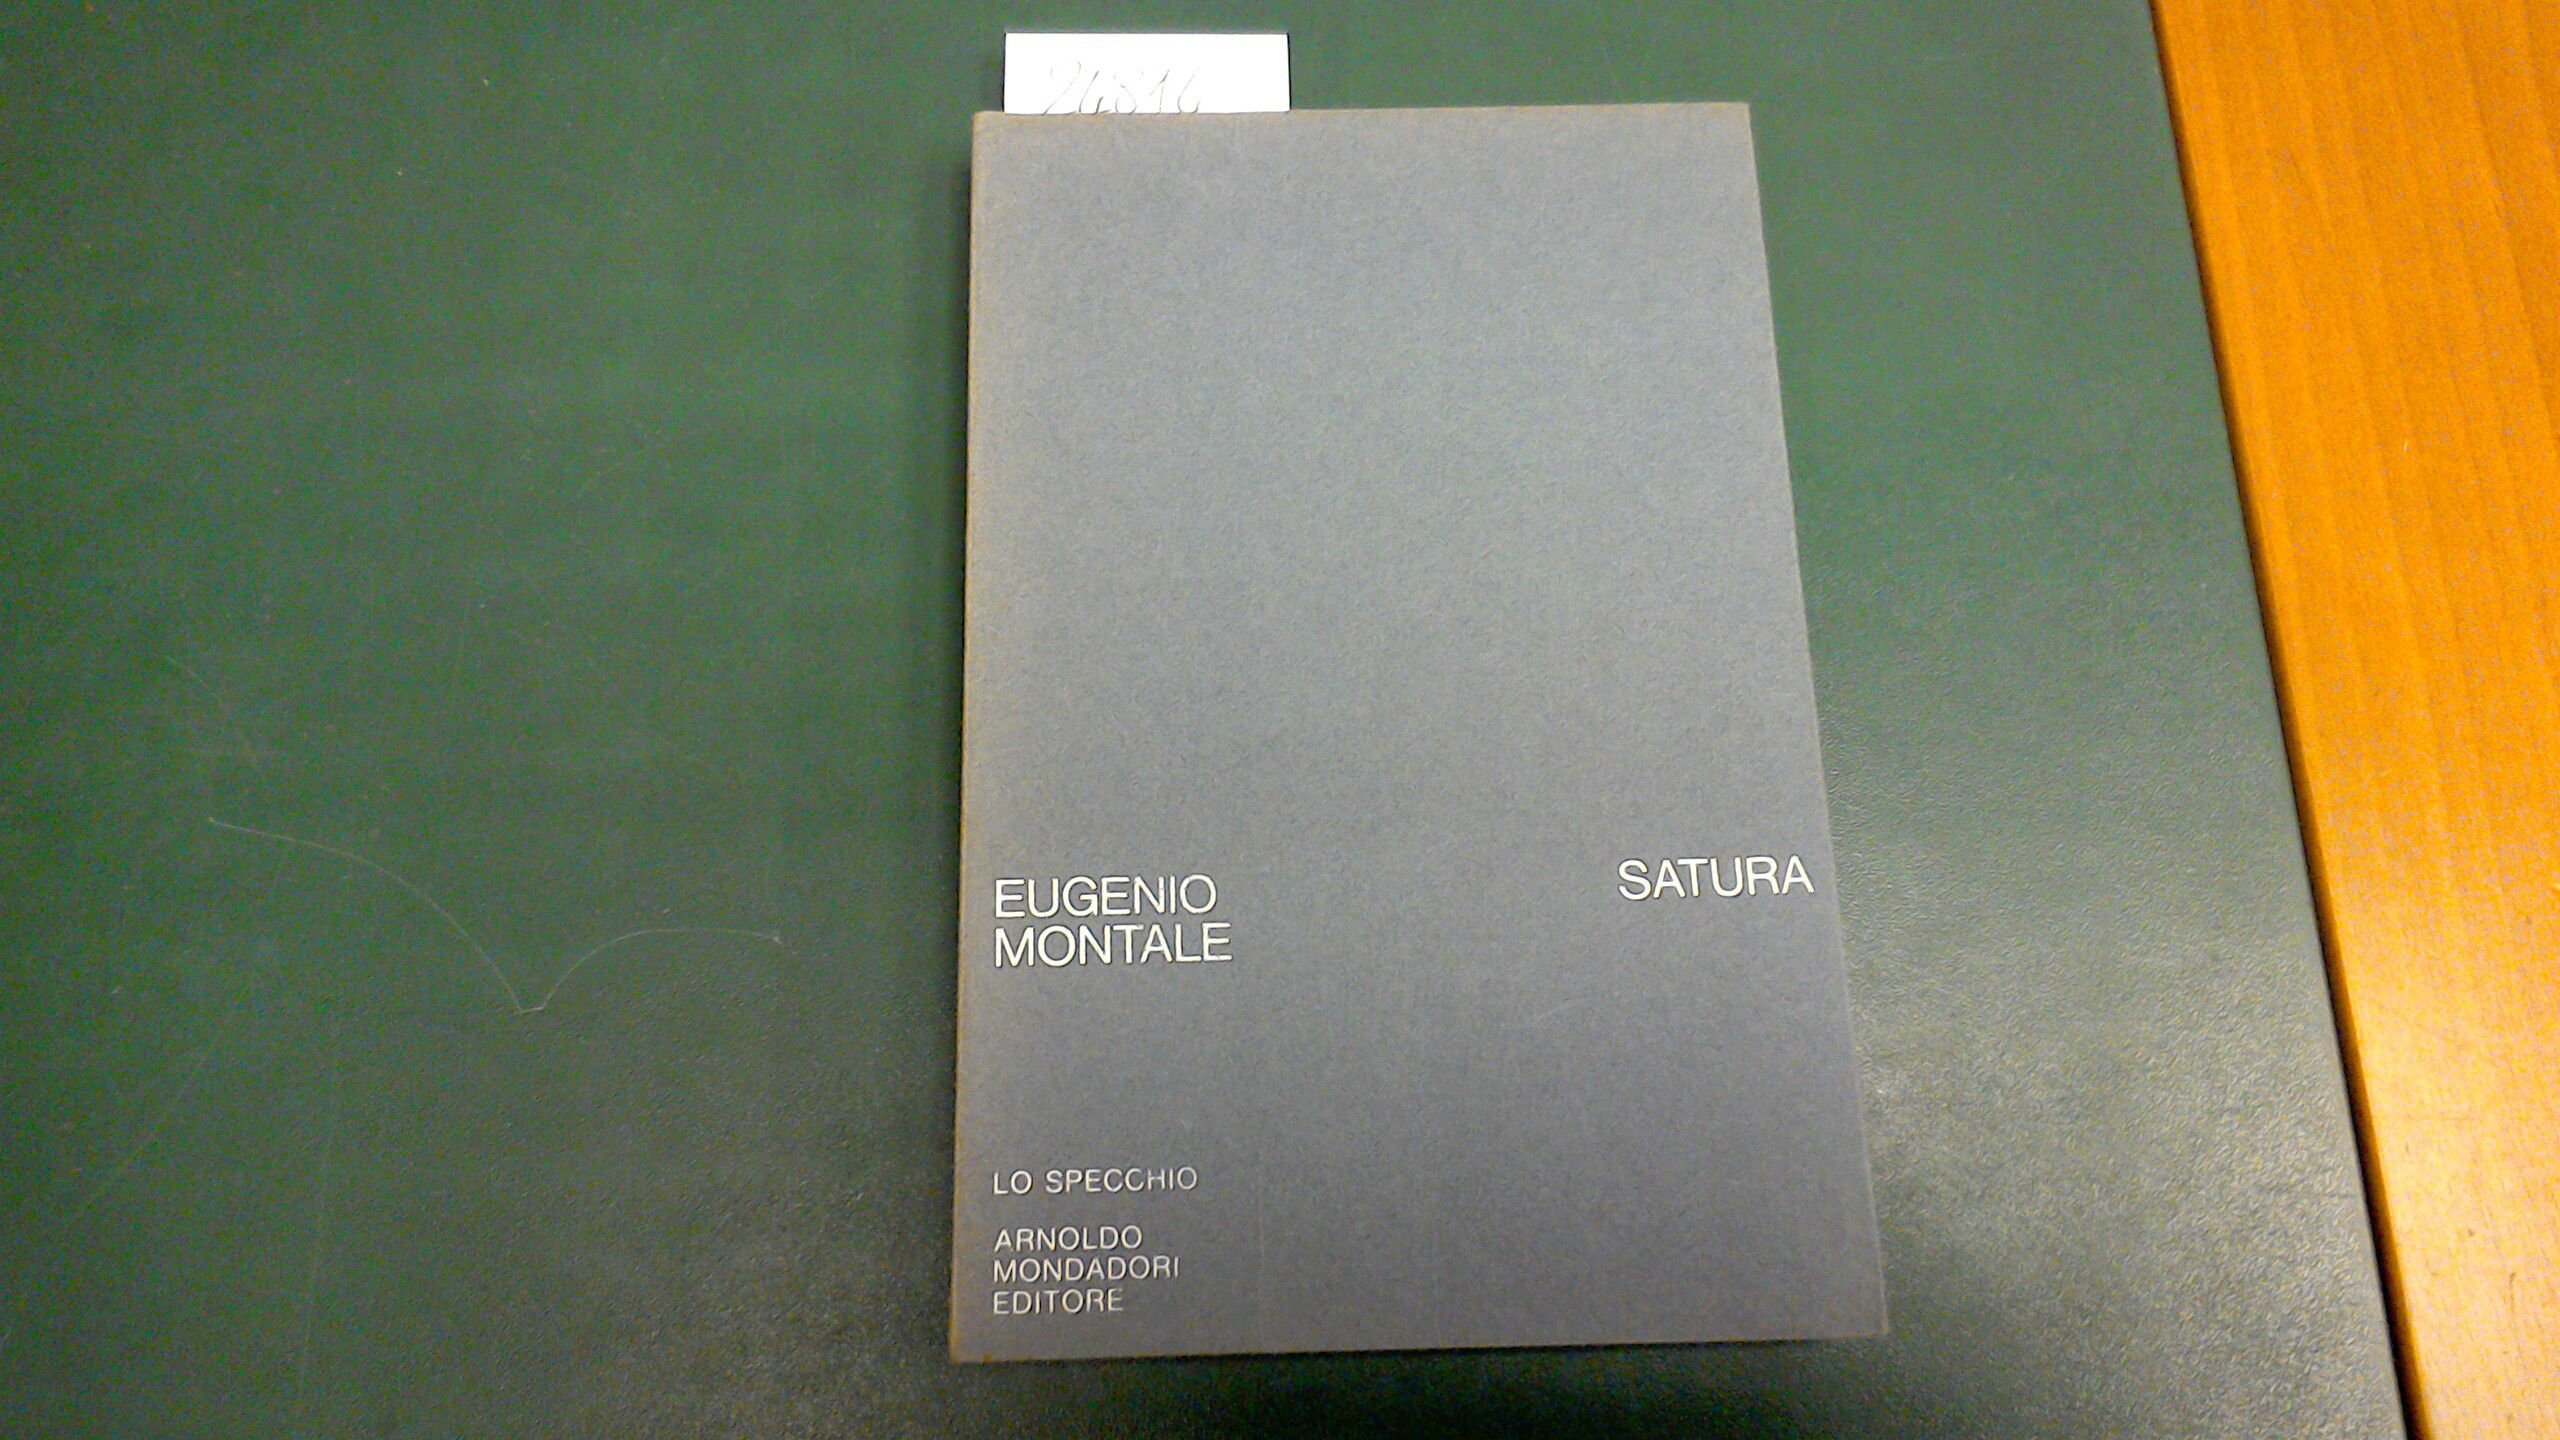 EUGENIO
MONTALE
SATURA
LO SPECCHIO
ARNOLDO
MONDADORI
EDITORE